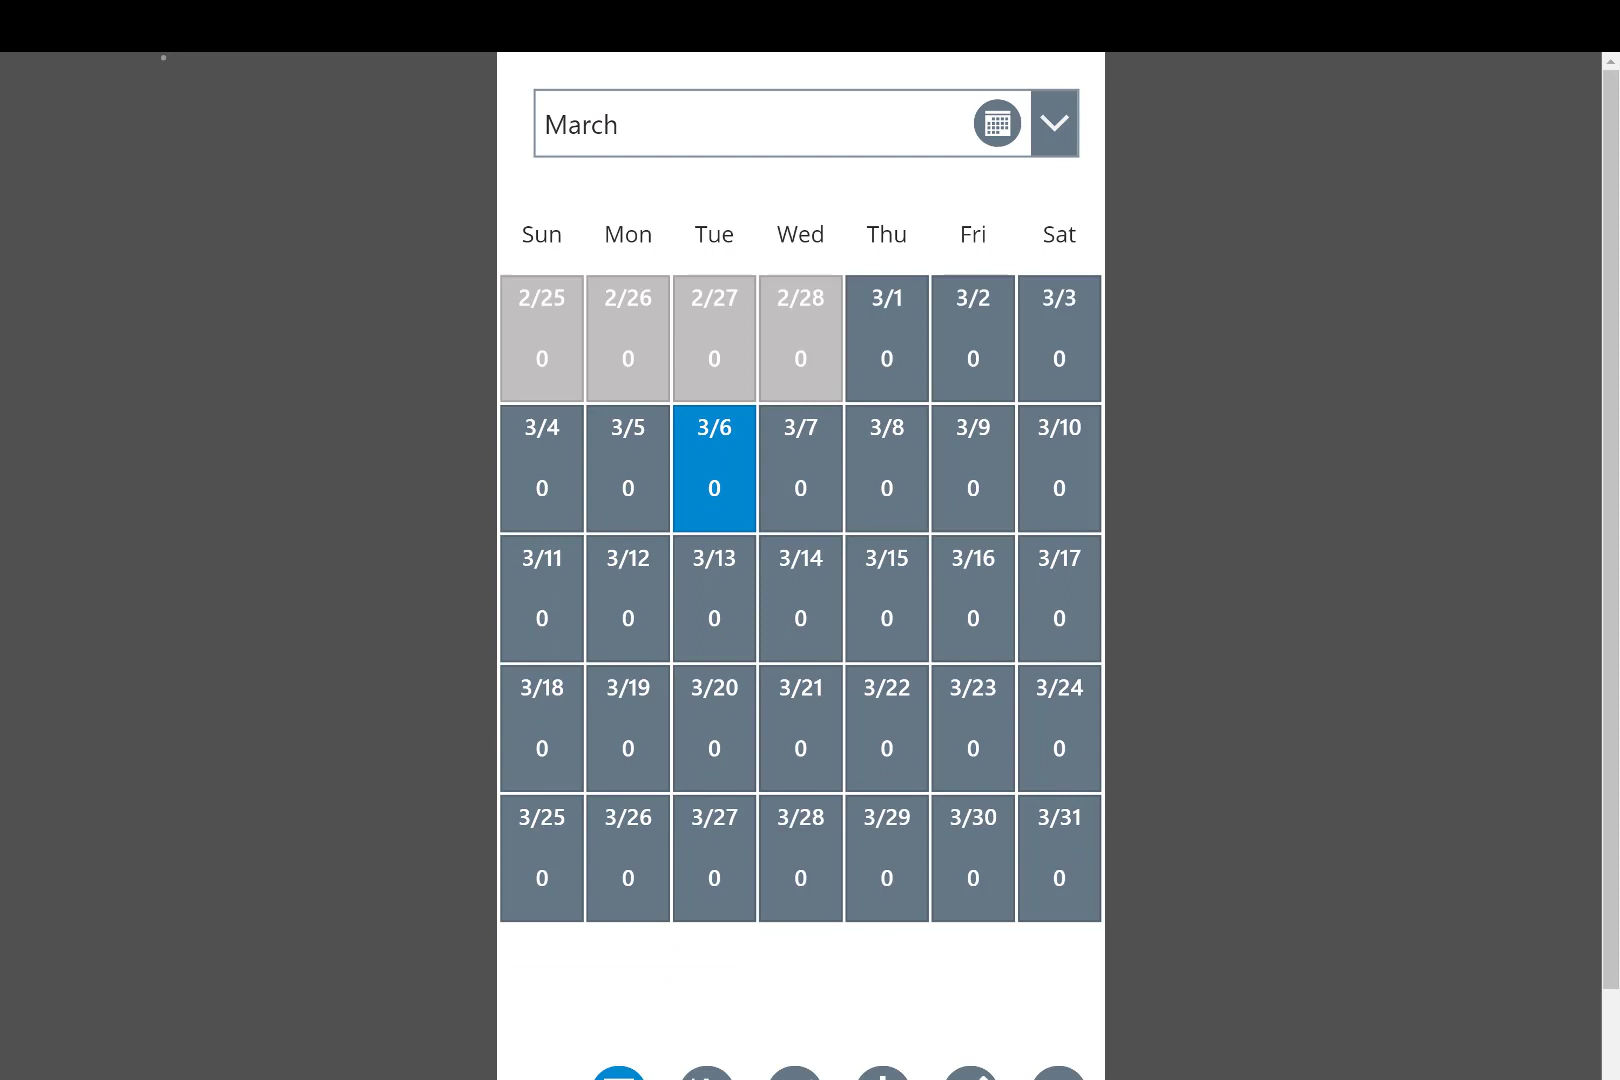 March
Sun Mon Tue Wed Thu Fri Sat
2/25 2/26 2/27 2/28 3/1 3/2 3/3
0 0 0 0 0 0 0
3/4 3/5 3/6 3/7 3/8 3/9 3/10
0 0 0 0 0 0 0
3/11 3/12 3/13 3/14 3/15 3/16 3/17
0 0 0 0 0 0 0
3/18 3/19 3/20 3/21 3/22 3/23 3/24
0 0 0 0 0 0 0
3/25 3/26 3/27 3/28 3/29 3/30 3/31
0 0 0 0 0 0 0